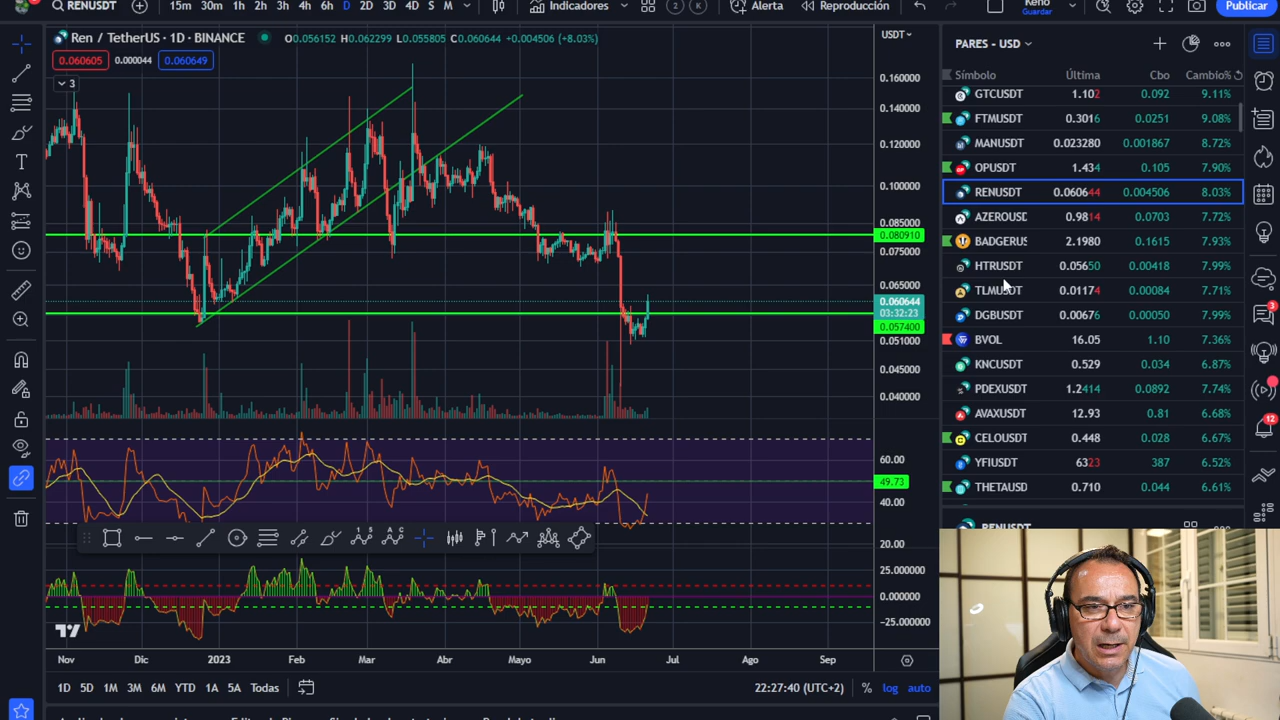 RENUSDT
15m 30m 1h 2h 3h 4h 6h D 2D 3D 4D S M
Indicadores
2 K
Alerta
Reproducción
Keno
Guardar
Publicar
Ren / TetherUS · 1D · BINANCE
O0.056152 H0.062299 L0.055805 C0.060644 +0.004506 (+8.03%)
0.060605 0.000044 0.060649
3
USDT
0.160000
0.140000
0.120000
0.100000
0.085000
0.080910
0.075000
0.065000
0.060644
03:32:23
0.057400
0.051000
0.045000
0.040000
60.00
49.73
40.00
20.00
25.000000
0.000000
-25.000000
Nov Dic 2023 Feb Mar Abr Mayo Jun Jul Ago Sep
1D 5D 1M 3M 6M YTD 1A 5A Todas
22:27:40 (UTC+2) % log auto
PARES - USD
Símbolo Última Cbo Cambio%
GTCUSDT 1.102 0.092 9.11%
FTMUSDT 0.3016 0.0251 9.08%
MANUSDT 0.023280 0.001867 8.72%
OPUSDT 1.434 0.105 7.90%
RENUSDT 0.060644 0.004506 8.03%
AZEROUSD 0.9814 0.0703 7.72%
BADGERUS 2.1980 0.1615 7.93%
HTRUSDT 0.05650 0.00418 7.99%
TLMUSDT 0.01174 0.00084 7.71%
DGBUSDT 0.00676 0.00050 7.99%
BVOL 16.05 1.10 7.36%
KNCUSDT 0.529 0.034 6.87%
PDEXUSDT 1.2414 0.0892 7.74%
AVAXUSDT 12.93 0.81 6.68%
CELOUSDT 0.448 0.028 6.67%
YFIUSDT 6323 387 6.52%
THETAUSD 0.710 0.044 6.61%
RENUSDT
3
12